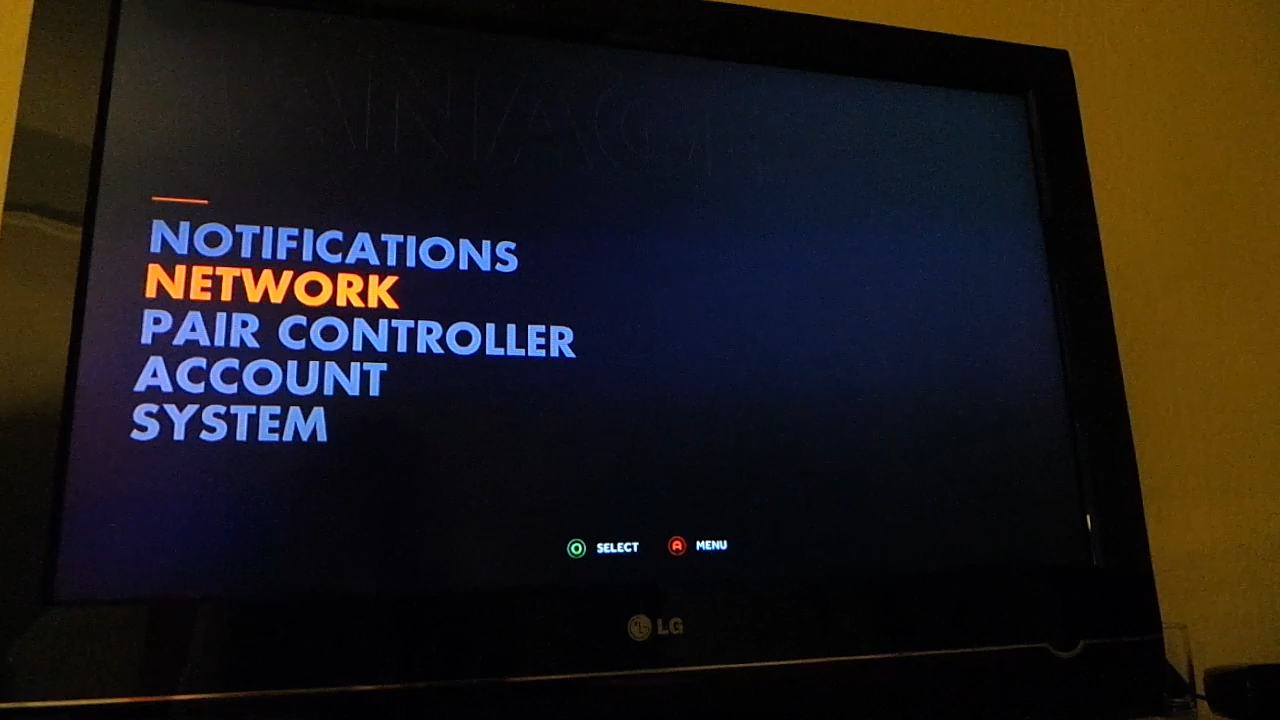 NOTIFICATIONS
NETWORK
PAIR CONTROLLER
ACCOUNT
SYSTEM
O SELECT A MENU
LG